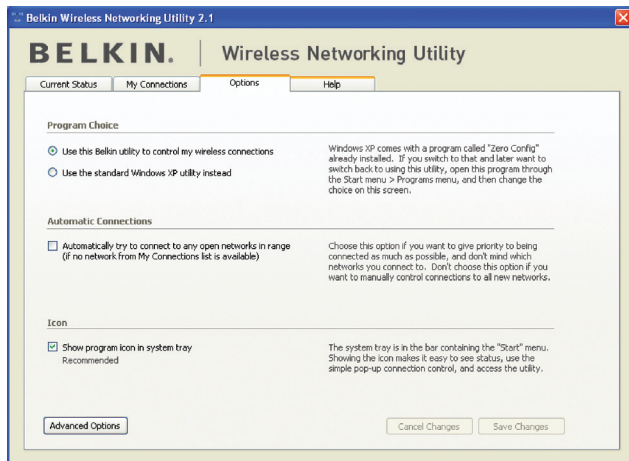 Belkin Wireless Networking Utility 2.1
BELKIN. | Wireless Networking Utility
Current Status My Connections Options Help
Program Choice
Use this Belkin utility to control my wireless connections
Use the standard Windows XP utility instead
Windows XP comes with a program called "Zero Config"
already installed. If you switch to that and later want to
switch back to using this utility, open this program through
the Start menu > Programs menu, and then change the
choice on this screen.
Automatic Connections
Automatically try to connect to any open networks in range
(if no network from My Connections list is available)
Choose this option if you want to give priority to being
connected as much as possible, and don't mind which
networks you connect to. Don't choose this option if you
want to manually control connections to all new networks.
Icon
Show program icon in system tray
Recommended
The system tray is in the bar containing the "Start" menu.
Showing the icon makes it easy to see status, use the
simple pop-up connection control, and access the utility.
Advanced Options Cancel Changes Save Changes